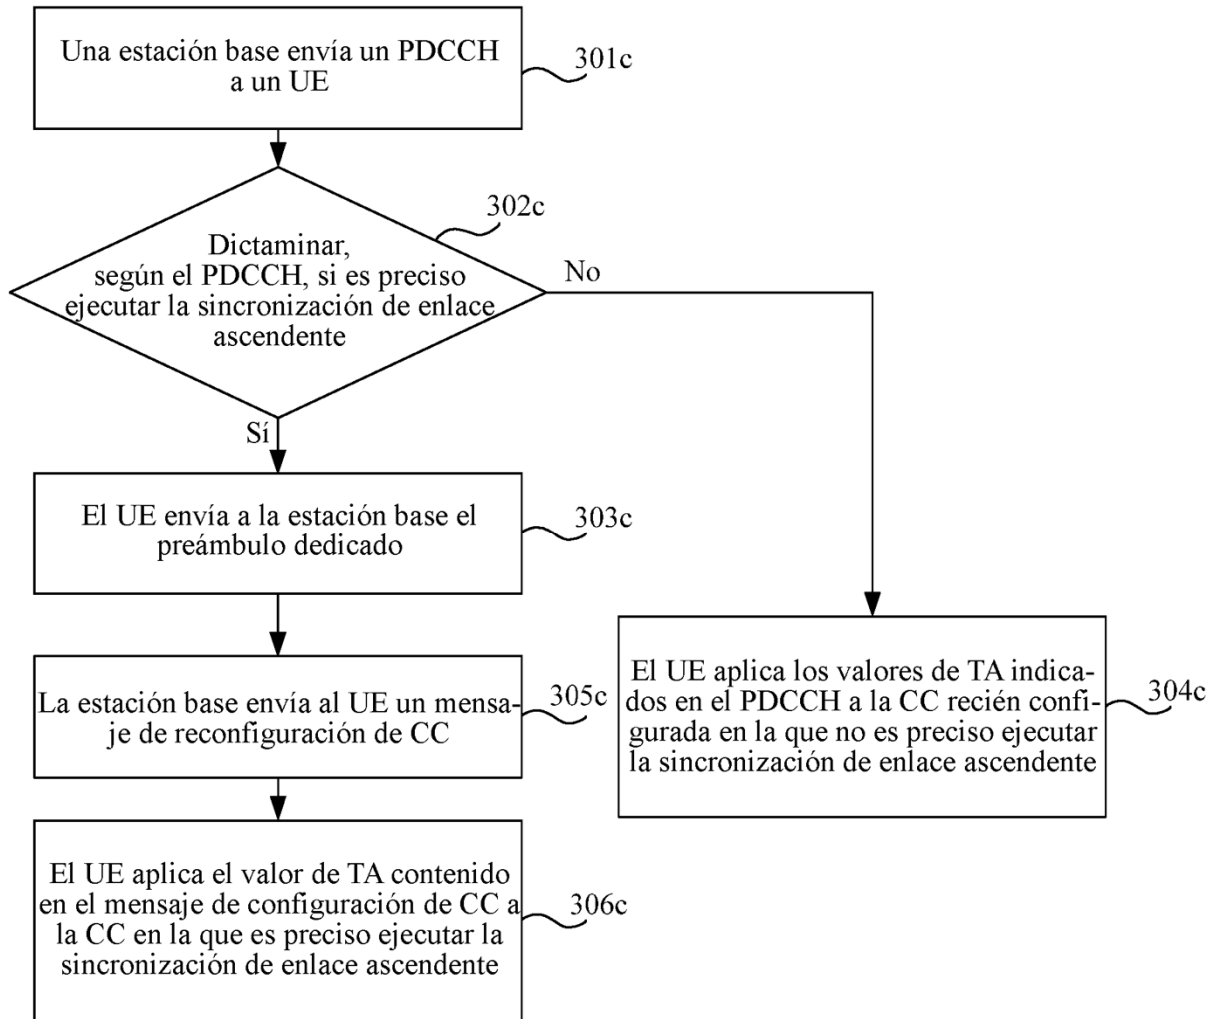 Una estación base envía un PDCCH
a un UE
301c
302c
Dictaminar,
según el PDCCH, si es preciso
ejecutar la sincronización de enlace
ascendente
No
Sí
El UE envía a la estación base el
preámbulo dedicado
303c
La estación base envía al UE un mensa-
je de reconfiguración de CC
305c
El UE aplica los valores de TA indica-
dos en el PDCCH a la CC recién confi-
gurada en la que no es preciso ejecutar
la sincronización de enlace ascendente
304c
El UE aplica el valor de TA contenido
en el mensaje de configuración de CC a
la CC en la que es preciso ejecutar la
sincronización de enlace ascendente
306c